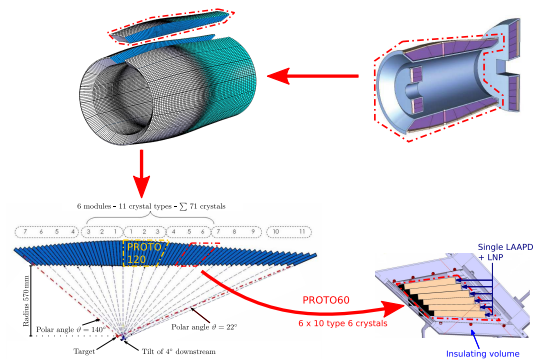 6 modules - 11 crystal types - ∑ 71 crystals
7 6 5 4 3 2 1 1 2 3 4 5 6 7 8 9 10 11
PROTO
120
Radius 570mm
Polar angle ϑ = 140°
Polar angle ϑ = 22°
Target
Tilt of 4° downstream
PROTO60
6 x 10 type 6 crystals
Single LAAPD
+ LNP
Insulating volume